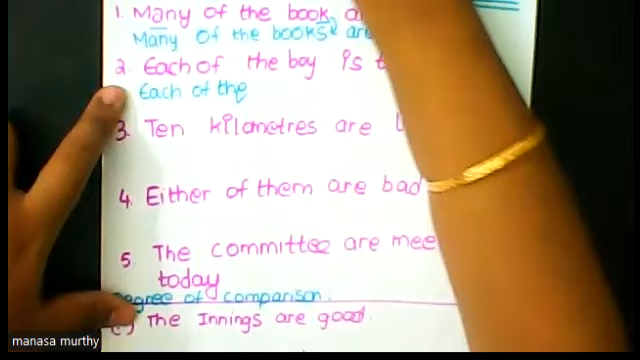 1. Many of the book
Many of the books are
2. Each of the boy is
Each of the
3. Ten kilometres are
4. Either of them are bad
5. The committee are mee
today
Degree of comparison.
The Innings are good.
manasa murthy